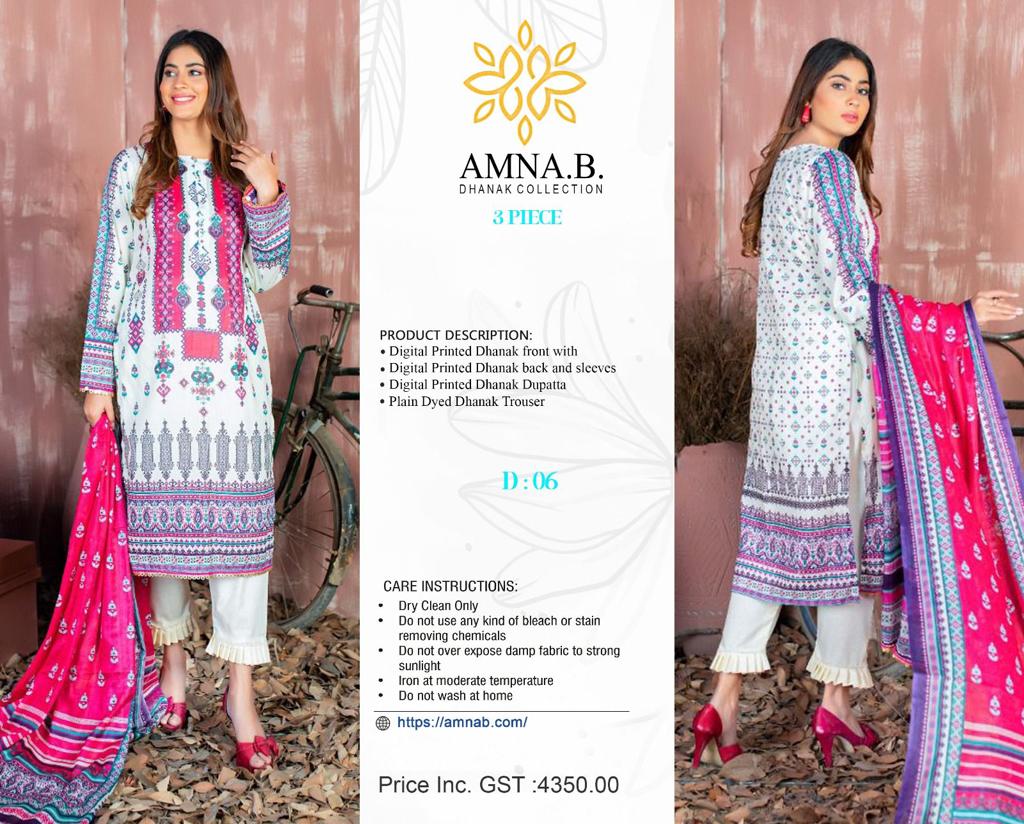 AMNA.B.
DHANAK COLLECTION
3 PIECE
PRODUCT DESCRIPTION:
• Digital Printed Dhanak front with
• Digital Printed Dhanak back and sleeves
• Digital Printed Dhanak Dupatta
• Plain Dyed Dhanak Trouser
D : 06
CARE INSTRUCTIONS:
• Dry Clean Only
• Do not use any kind of bleach or stain
removing chemicals
• Do not over expose damp fabric to strong
sunlight
• Iron at moderate temperature
• Do not wash at home
https://amnab.com/
Price Inc. GST :4350.00